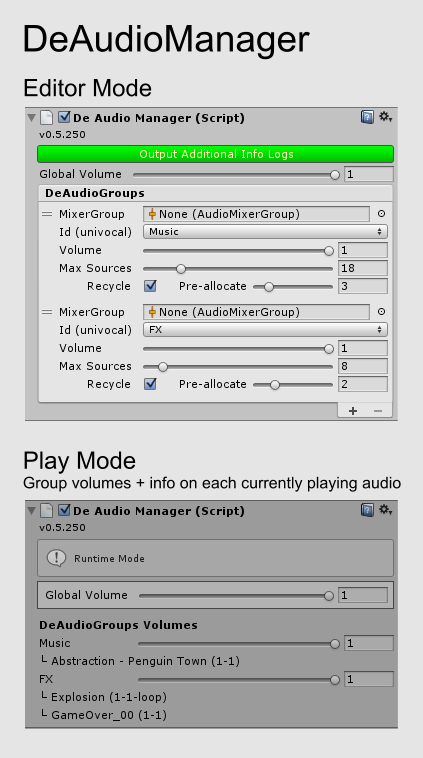 DeAudioManager
Editor Mode
De Audio Manager (Script)
v0.5.250
Output Additional Info Logs
Global Volume 1
DeAudioGroups
MixerGroup None (AudioMixerGroup)
Id (univocal) Music
Volume 1
Max Sources 18
Recycle Pre-allocate 3
MixerGroup None (AudioMixerGroup)
Id (univocal) FX
Volume 1
Max Sources 8
Recycle Pre-allocate 2
+ −
Play Mode
Group volumes + info on each currently playing audio
De Audio Manager (Script)
v0.5.250
! Runtime Mode
Global Volume 1
DeAudioGroups Volumes
Music 1
└ Abstraction - Penguin Town (1-1)
FX 1
└ Explosion (1-1-loop)
└ GameOver_00 (1-1)